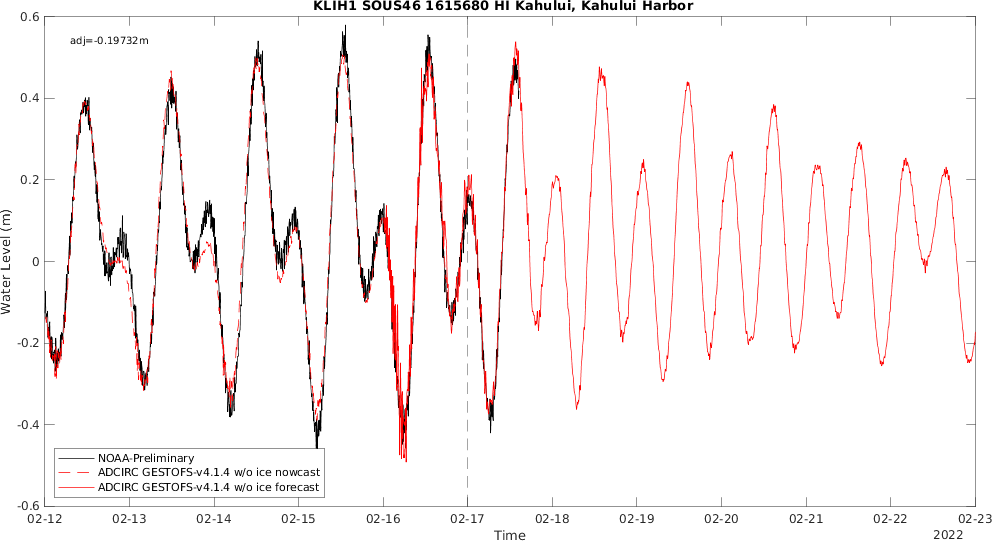 KLIH1 SOUS46 1615680 HI Kahului, Kahului Harbor
adj=-0.19732m
0.6
0.4
0.2
0
-0.2
-0.4
-0.6
Water Level (m)
NOAA-Preliminary
ADCIRC GESTOFS-v4.1.4 w/o ice nowcast
ADCIRC GESTOFS-v4.1.4 w/o ice forecast
02-12 02-13 02-14 02-15 02-16 02-17 02-18 02-19 02-20 02-21 02-22 02-23
Time
2022